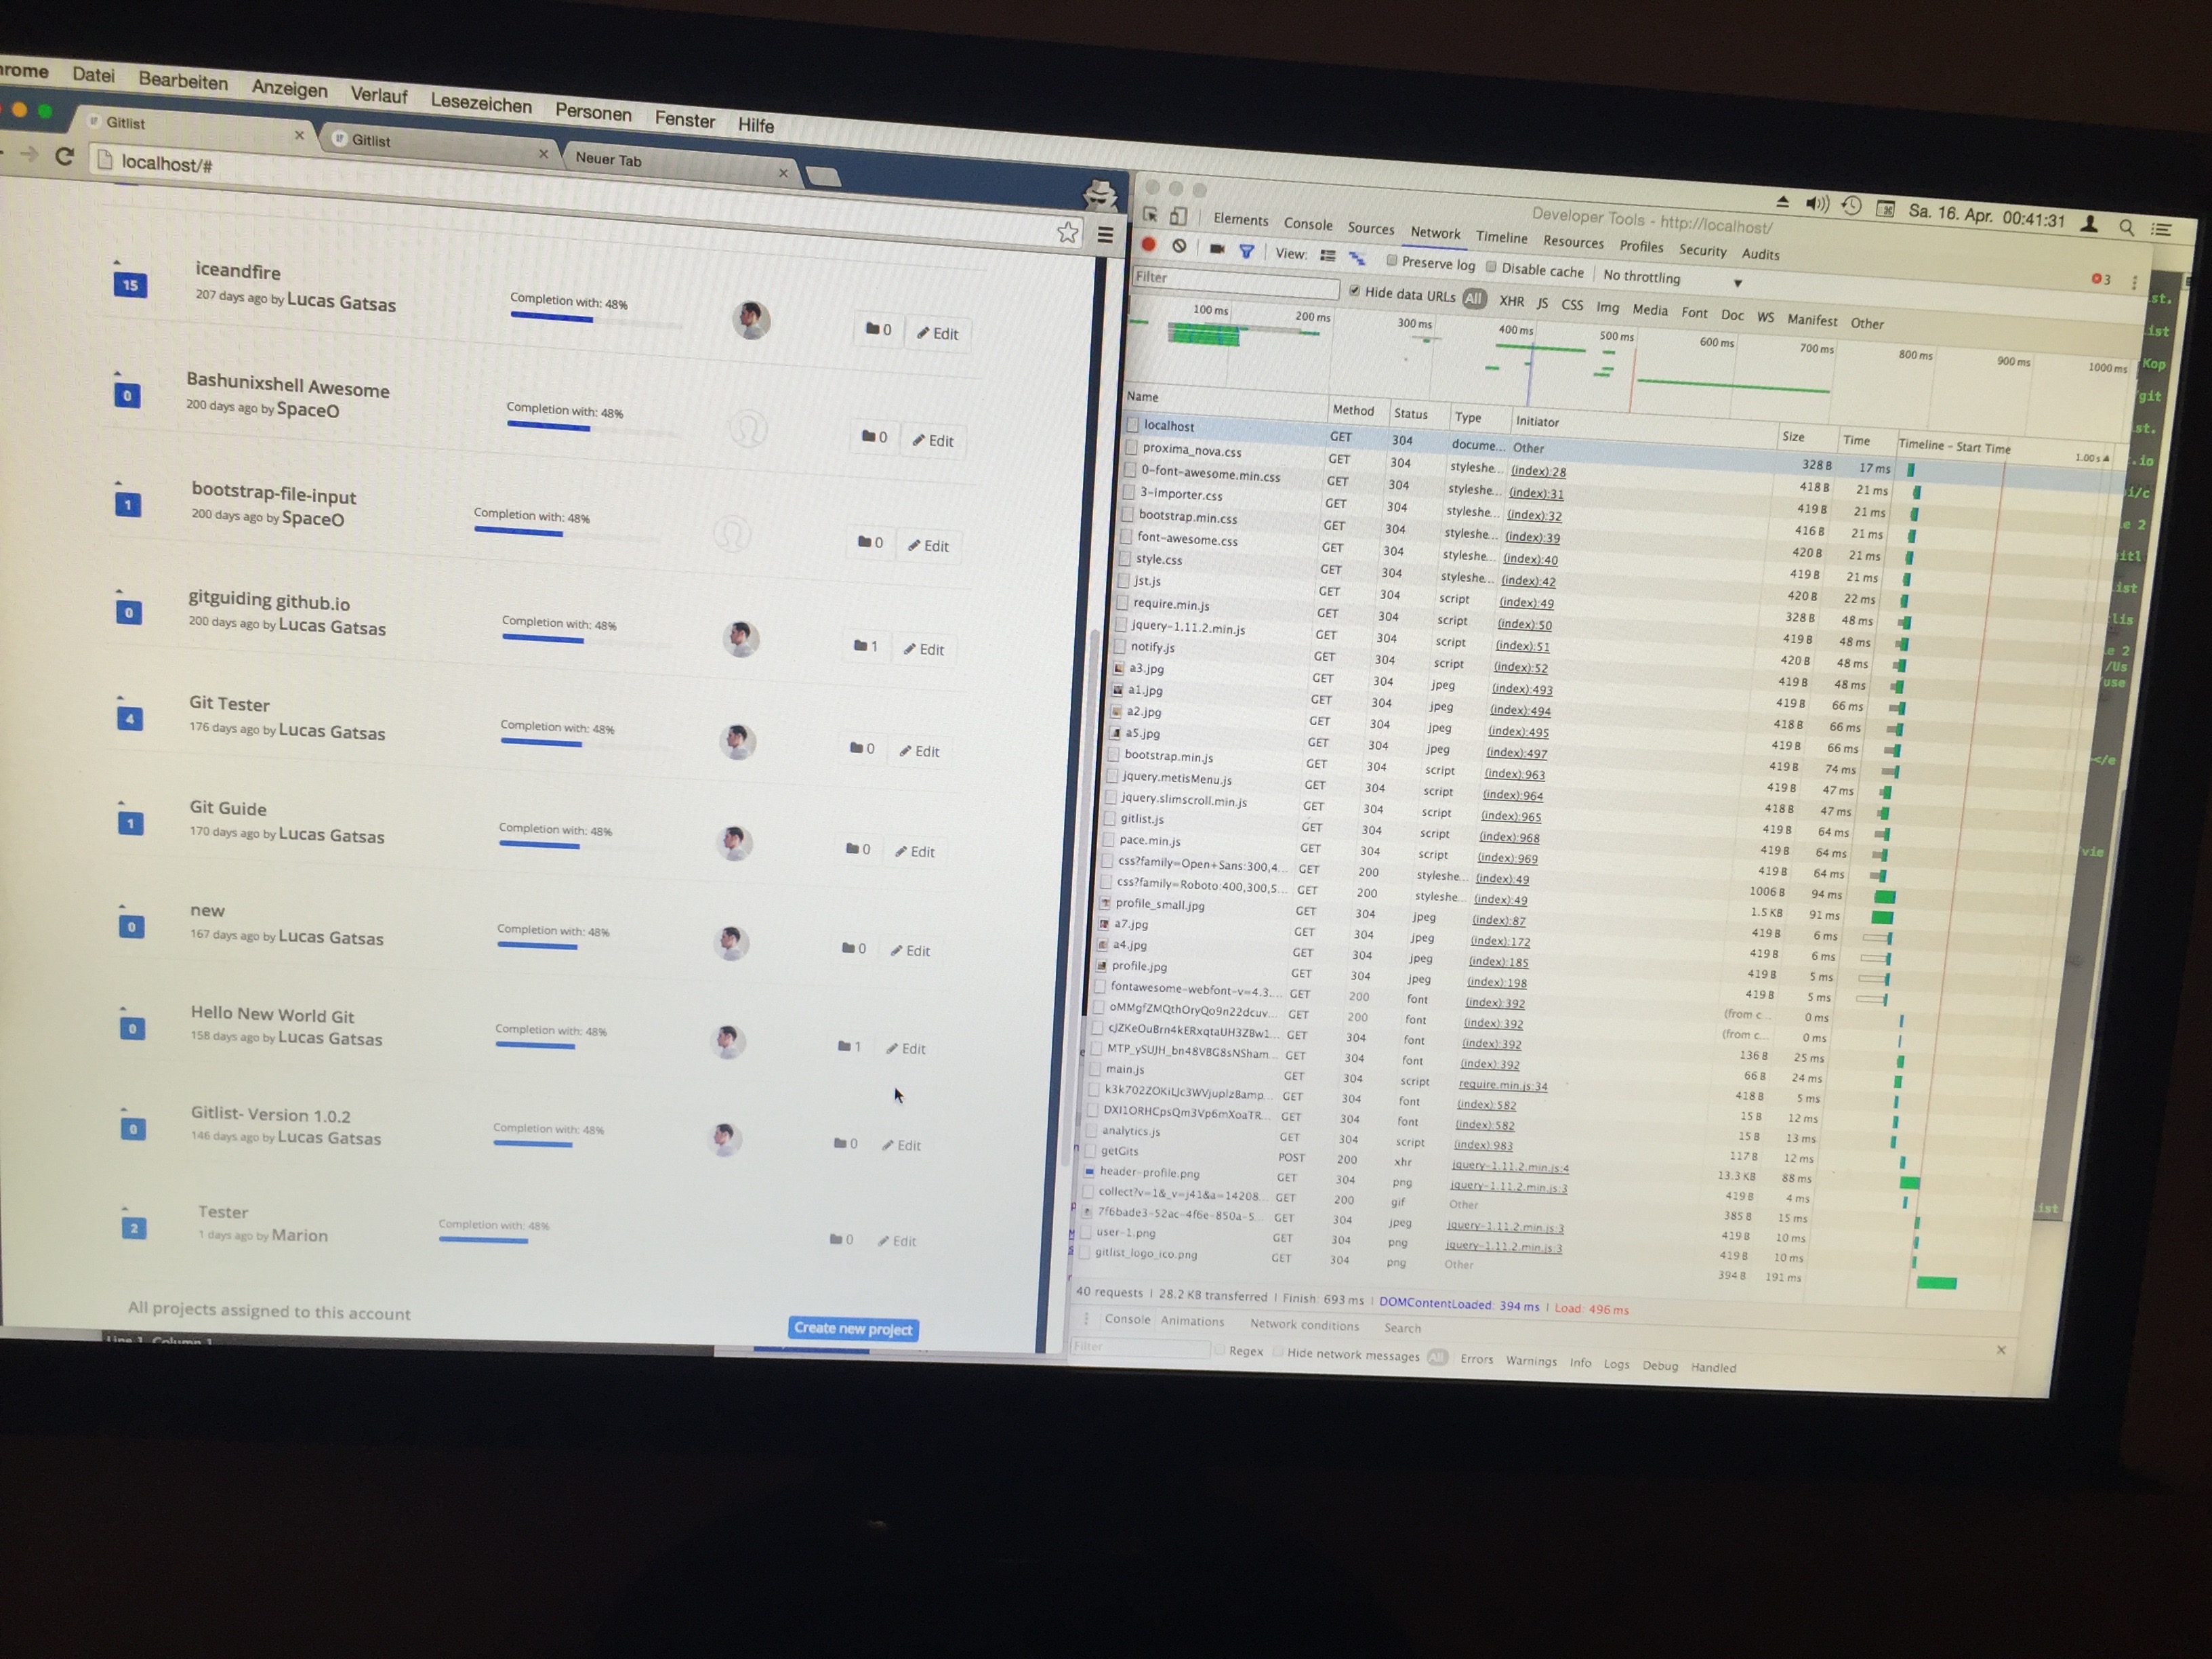 hrome Datei Bearbeiten Anzeigen Verlauf Lesezeichen Personen Fenster Hilfe
Sa. 16. Apr. 00:41:31
Gitlist
Gitlist
Neuer Tab
localhost/#
15
iceandfire
207 days ago by Lucas Gatsas
Completion with: 48%
0 Edit
0
Bashunixshell Awesome
200 days ago by SpaceO
Completion with: 48%
0 Edit
1
bootstrap-file-input
200 days ago by SpaceO
Completion with: 48%
0 Edit
0
gitguiding github.io
200 days ago by Lucas Gatsas
Completion with: 48%
1 Edit
4
Git Tester
176 days ago by Lucas Gatsas
Completion with: 48%
0 Edit
1
Git Guide
170 days ago by Lucas Gatsas
Completion with: 48%
0 Edit
0
new
167 days ago by Lucas Gatsas
Completion with: 48%
0 Edit
0
Hello New World Git
158 days ago by Lucas Gatsas
Completion with: 48%
1 Edit
0
Gitlist- Version 1.0.2
146 days ago by Lucas Gatsas
Completion with: 48%
0 Edit
2
Tester
1 days ago by Marion
Completion with: 48%
0 Edit
All projects assigned to this account
Create new project
Line 1, Column 1
Developer Tools - http://localhost/
Elements Console Sources Network Timeline Resources Profiles Security Audits
View: Preserve log Disable cache No throttling
3
Filter
Hide data URLs All XHR JS CSS Img Media Font Doc WS Manifest Other
100 ms 200 ms 300 ms 400 ms 500 ms 600 ms 700 ms 800 ms 900 ms 1000 ms
Name Method Status Type Initiator Size Time Timeline – Start Time 1.00 s
localhost GET 304 docume... Other 328 B 17 ms
proxima_nova.css GET 304 styleshe... (index):28 418 B 21 ms
0-font-awesome.min.css GET 304 styleshe... (index):31 419 B 21 ms
3-importer.css GET 304 styleshe... (index):32 416 B 21 ms
bootstrap.min.css GET 304 styleshe... (index):39 420 B 21 ms
font-awesome.css GET 304 styleshe... (index):40 419 B 21 ms
style.css GET 304 styleshe... (index):42 420 B 22 ms
jst.js GET 304 script (index):49 328 B 48 ms
require.min.js GET 304 script (index):50 419 B 48 ms
jquery-1.11.2.min.js GET 304 script (index):51 420 B 48 ms
notify.js GET 304 script (index):52 419 B 48 ms
a3.jpg GET 304 jpeg (index):493 419 B 66 ms
a1.jpg GET 304 jpeg (index):494 418 B 66 ms
a2.jpg GET 304 jpeg (index):495 419 B 66 ms
a5.jpg GET 304 jpeg (index):497 419 B 74 ms
bootstrap.min.js GET 304 script (index):963 419 B 47 ms
jquery.metisMenu.js GET 304 script (index):964 418 B 47 ms
jquery.slimscroll.min.js GET 304 script (index):965 419 B 64 ms
gitlist.js GET 304 script (index):968 419 B 64 ms
pace.min.js GET 304 script (index):969 419 B 64 ms
css?family=Open+Sans:300,4... GET 200 styleshe... (index):49 1006 B 94 ms
css?family=Roboto:400,300,5... GET 200 styleshe... (index):49 1.5 KB 91 ms
profile_small.jpg GET 304 jpeg (index):87 419 B 6 ms
a7.jpg GET 304 jpeg (index):172 419 B 6 ms
a4.jpg GET 304 jpeg (index):185 419 B 5 ms
profile.jpg GET 304 jpeg (index):198 419 B 5 ms
fontawesome-webfont-v=4.3.... GET 200 font (index):392 (from c... 0 ms
oMMgfZMQthOryQo9n22dcuv... GET 200 font (index):392 (from c... 0 ms
cJZKeOuBrn4kERxqtaUH3ZBw1... GET 304 font (index):392 136 B 25 ms
MTP_ySUJH_bn48VBG8sNSham... GET 304 font (index):392 66 B 24 ms
main.js GET 304 script require.min.js:34 418 B 5 ms
k3k702ZOKiLJc3WVjuplz8amp... GET 304 font (index):582 15 B 12 ms
DXI1ORHCpsQm3Vp6mXoaTR... GET 304 font (index):582 15 B 13 ms
analytics.js GET 304 script (index):983 117 B 12 ms
getGits POST 200 xhr jquery-1.11.2.min.js:4 13.3 KB 88 ms
header-profile.png GET 304 png jquery-1.11.2.min.js:3 419 B 4 ms
collect?v=1&_v=j41&a=14208... GET 200 gif Other 385 B 15 ms
7f6bade3-52ac-4f6e-850a-5... GET 304 jpeg jquery-1.11.2.min.js:3 419 B 10 ms
user-1.png GET 304 png jquery-1.11.2.min.js:3 419 B 10 ms
gitlist_logo_ico.png GET 304 png Other 394 B 191 ms
40 requests | 28.2 KB transferred | Finish: 693 ms | DOMContentLoaded: 394 ms | Load: 496 ms
Console Animations Network conditions Search
Filter Regex Hide network messages All Errors Warnings Info Logs Debug Handled